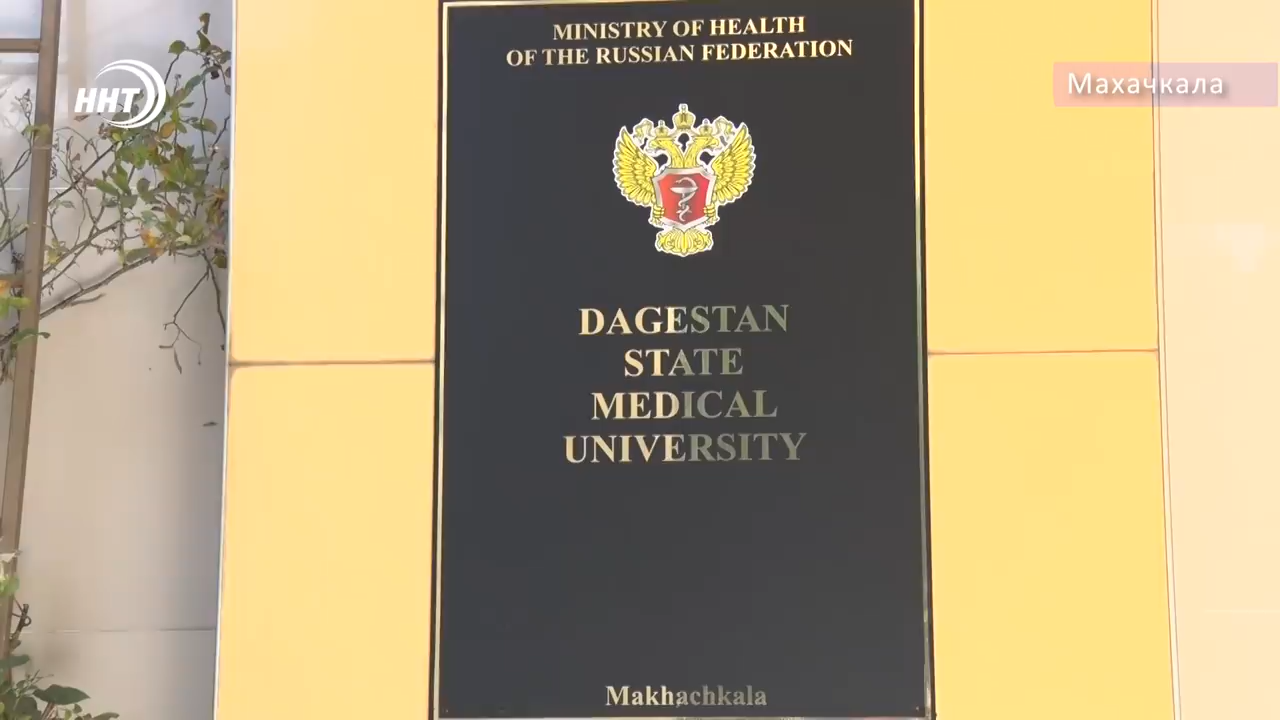 MINISTRY OF HEALTH
OF THE RUSSIAN FEDERATION
ННТ
Махачкала
DAGESTAN
STATE
MEDICAL
UNIVERSITY
Makhachkala